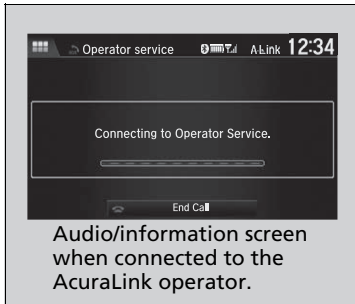 Operator service A-Link 12:34
Connecting to Operator Service.
End Call
Audio/information screen
when connected to the
AcuraLink operator.